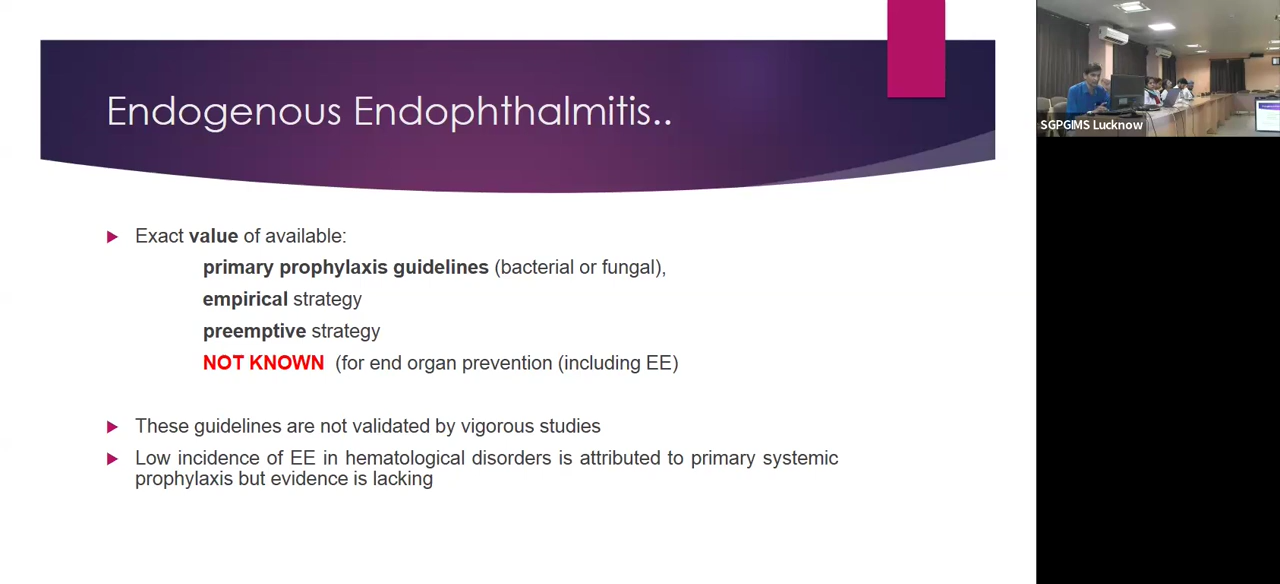 Endogenous Endophthalmitis..
Exact value of available:
primary prophylaxis guidelines (bacterial or fungal),
empirical strategy
preemptive strategy
NOT KNOWN (for end organ prevention (including EE)
These guidelines are not validated by vigorous studies
Low incidence of EE in hematological disorders is attributed to primary systemic
prophylaxis but evidence is lacking
SGPGIMS Lucknow